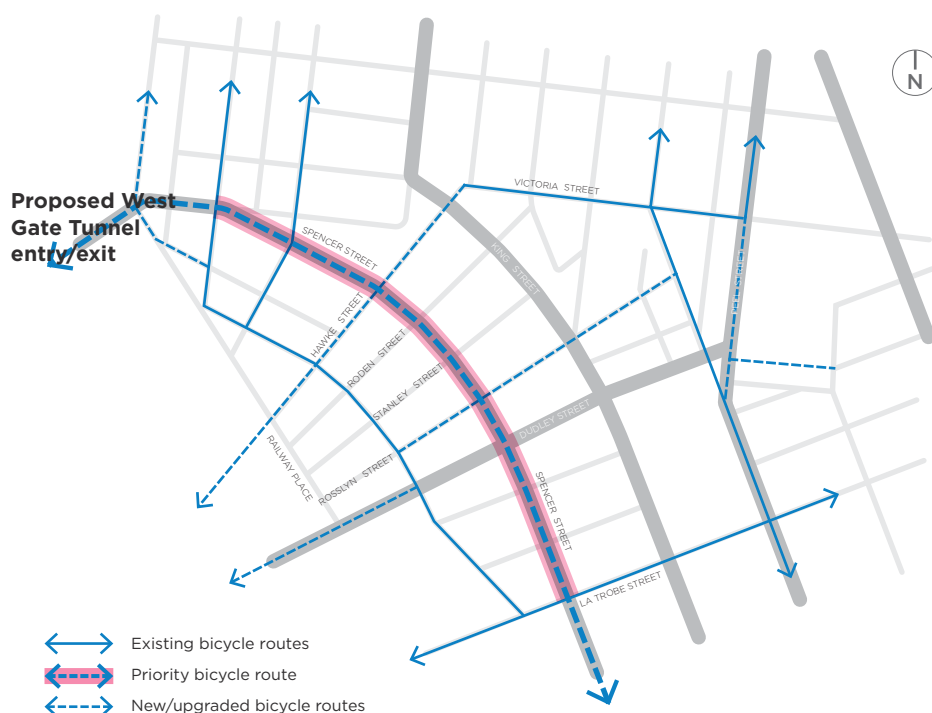 N
VICTORIA STREET
Proposed West
Gate Tunnel
entry/exit
SPENCER STREET
KING STREET
HAWKE STREET
RODEN STREET
STANLEY STREET
DUDLEY STREET
RAILWAY PLACE
ROSSLYN STREET
SPENCER STREET
LA TROBE STREET
Existing bicycle routes
Priority bicycle route
New/upgraded bicycle routes